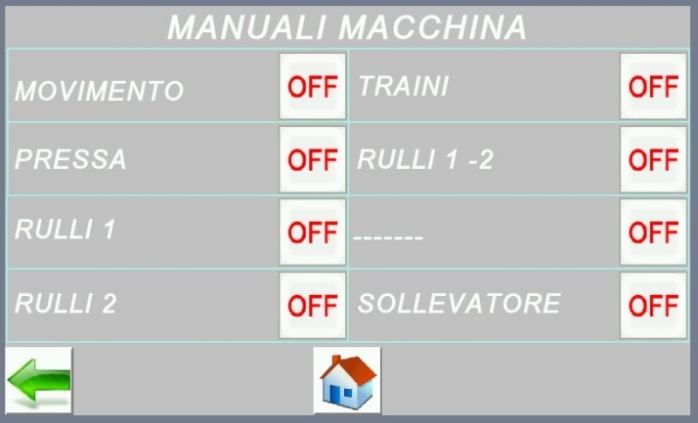 MANUALI MACCHINA
MOVIMENTO OFF TRAINI OFF
PRESSA OFF RULLI 1 -2 OFF
RULLI 1 OFF ------- OFF
RULLI 2 OFF SOLLEVATORE OFF